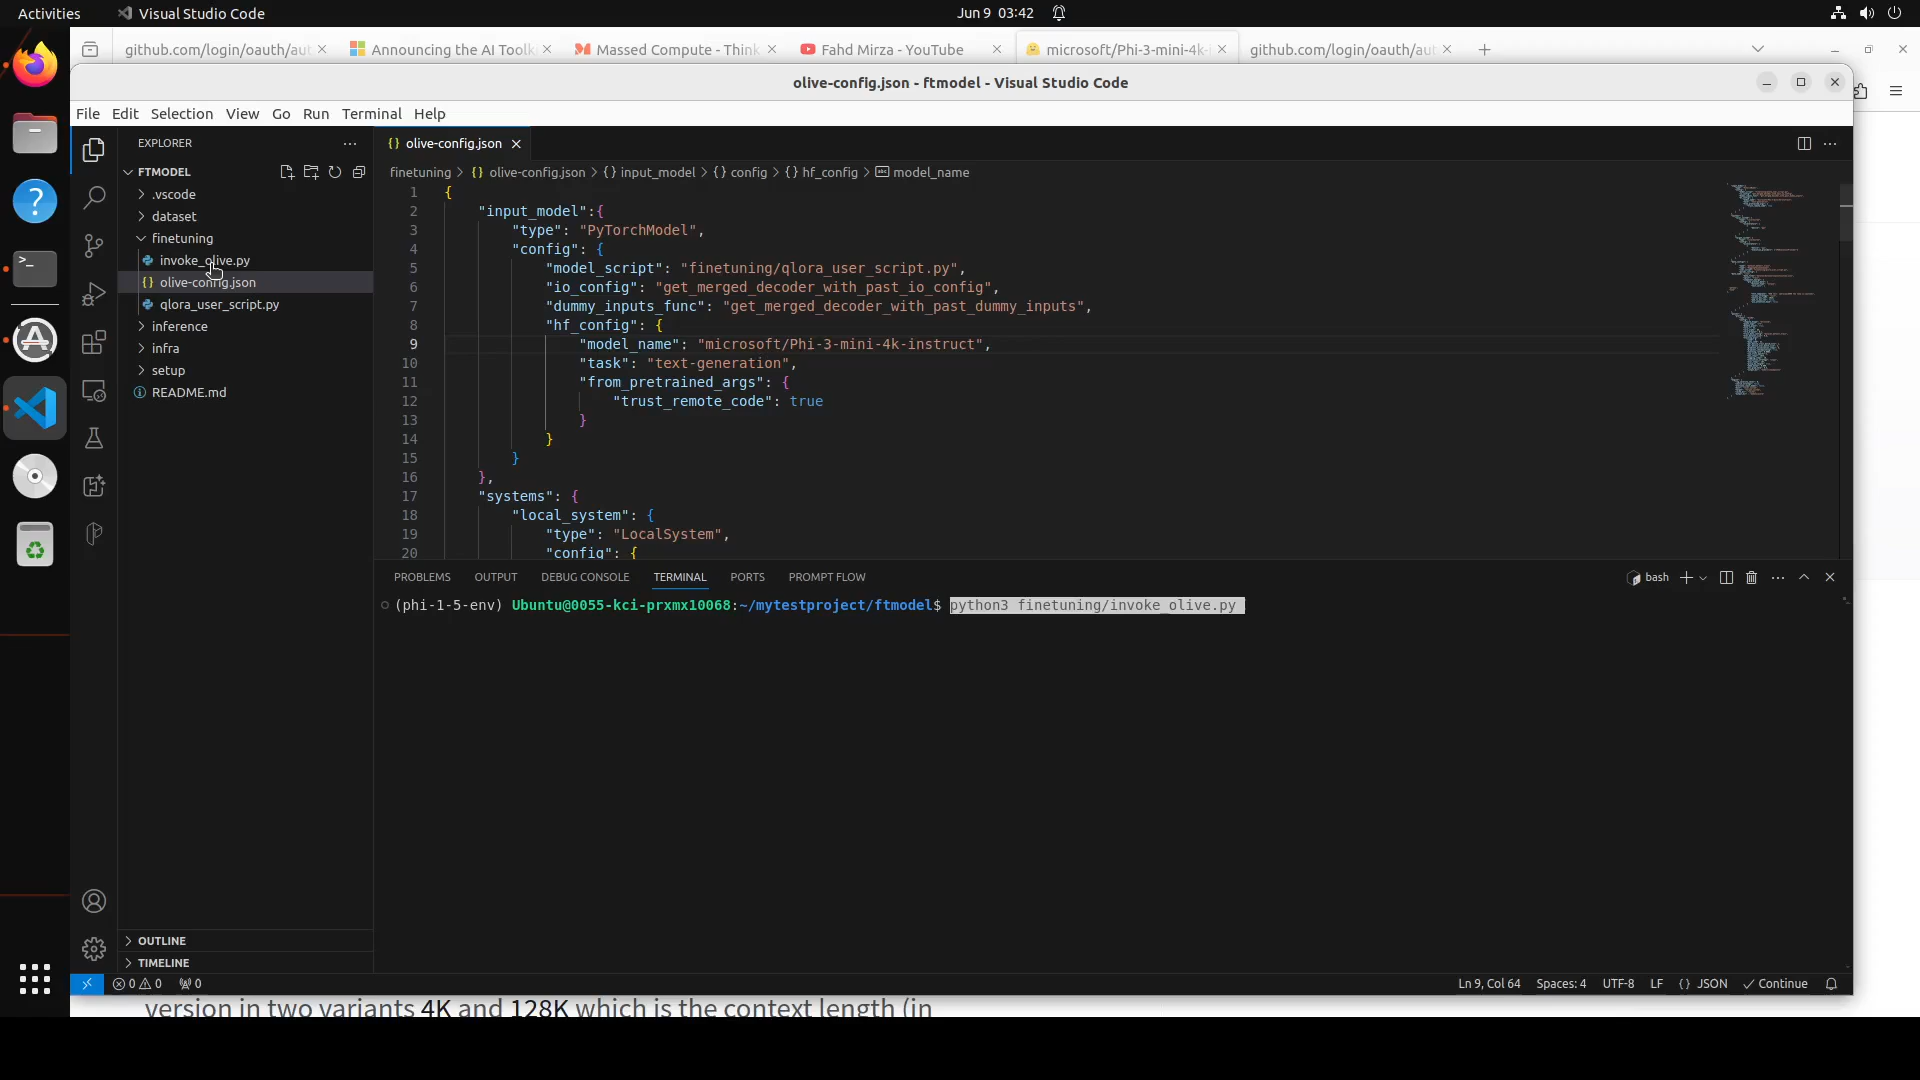 Activities
Visual Studio Code
Jun 9 03:42
github.com/login/oauth/aut
Announcing the AI Toolk
Massed Compute - Think
Fahd Mirza - YouTube
microsoft/Phi-3-mini-4k-i
github.com/login/oauth/aut
olive-config.json - ftmodel - Visual Studio Code
File Edit Selection View Go Run Terminal Help
EXPLORER
FTMODEL
.vscode
dataset
finetuning
invoke_olive.py
olive-config.json
qlora_user_script.py
inference
infra
setup
README.md
OUTLINE
TIMELINE
olive-config.json
finetuning > {} olive-config.json > {} input_model > {} config > {} hf_config > model_name
1 {
2 "input_model":{
3 "type": "PyTorchModel",
4 "config": {
5 "model_script": "finetuning/qlora_user_script.py",
6 "io_config": "get_merged_decoder_with_past_io_config",
7 "dummy_inputs_func": "get_merged_decoder_with_past_dummy_inputs",
8 "hf_config": {
9 "model_name": "microsoft/Phi-3-mini-4k-instruct",
10 "task": "text-generation",
11 "from_pretrained_args": {
12 "trust_remote_code": true
13 }
14 }
15 }
16 },
17 "systems": {
18 "local_system": {
19 "type": "LocalSystem",
20 "config": {
PROBLEMS OUTPUT DEBUG CONSOLE TERMINAL PORTS PROMPT FLOW
bash
(phi-1-5-env) Ubuntu@0055-kci-prxmx10068:~/mytestproject/ftmodel$ python3 finetuning/invoke_olive.py
0 0 0
Ln 9, Col 64 Spaces: 4 UTF-8 LF {} JSON Continue
version in two variants 4K and 128K which is the context length (in